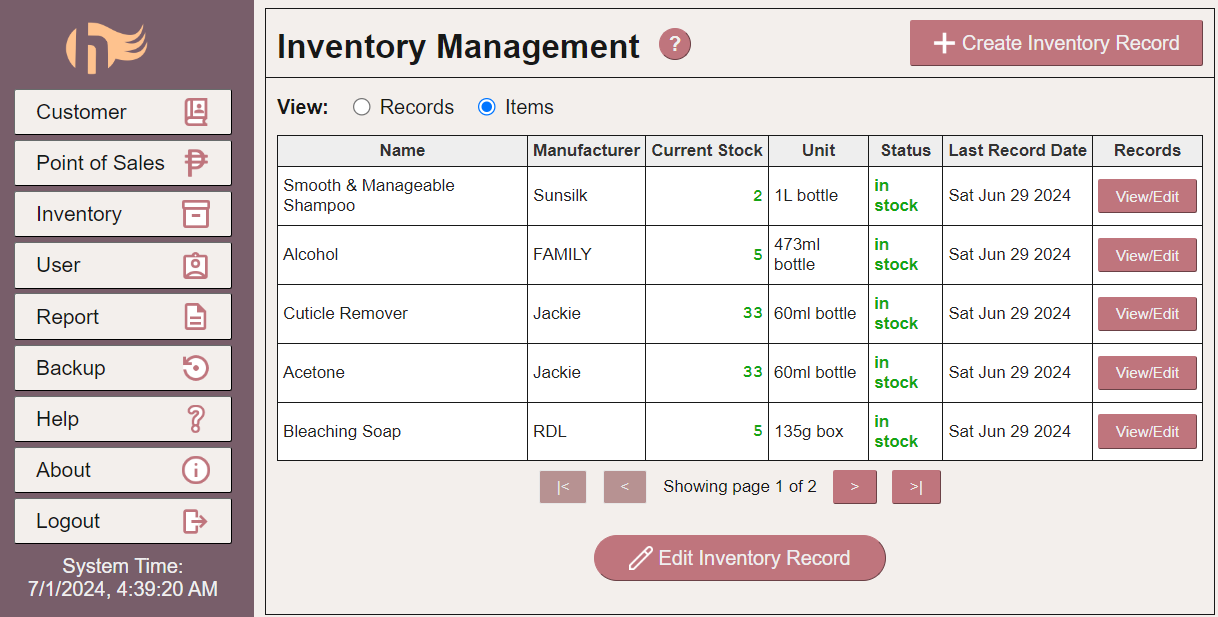 Customer
Point of Sales
Inventory
User
Report
Backup
Help
About
Logout
System Time:
7/1/2024, 4:39:20 AM
Inventory Management ?
Create Inventory Record
View: Records Items
Name Manufacturer Current Stock Unit Status Last Record Date Records
Smooth & Manageable
Shampoo
Sunsilk
2
1L bottle
in
stock
Sat Jun 29 2024
View/Edit
Alcohol
FAMILY
5
473ml
bottle
in
stock
Sat Jun 29 2024
View/Edit
Cuticle Remover
Jackie
33
60ml bottle
in
stock
Sat Jun 29 2024
View/Edit
Acetone
Jackie
33
60ml bottle
in
stock
Sat Jun 29 2024
View/Edit
Bleaching Soap
RDL
5
135g box
in
stock
Sat Jun 29 2024
View/Edit
|< < Showing page 1 of 2 > >|
Edit Inventory Record